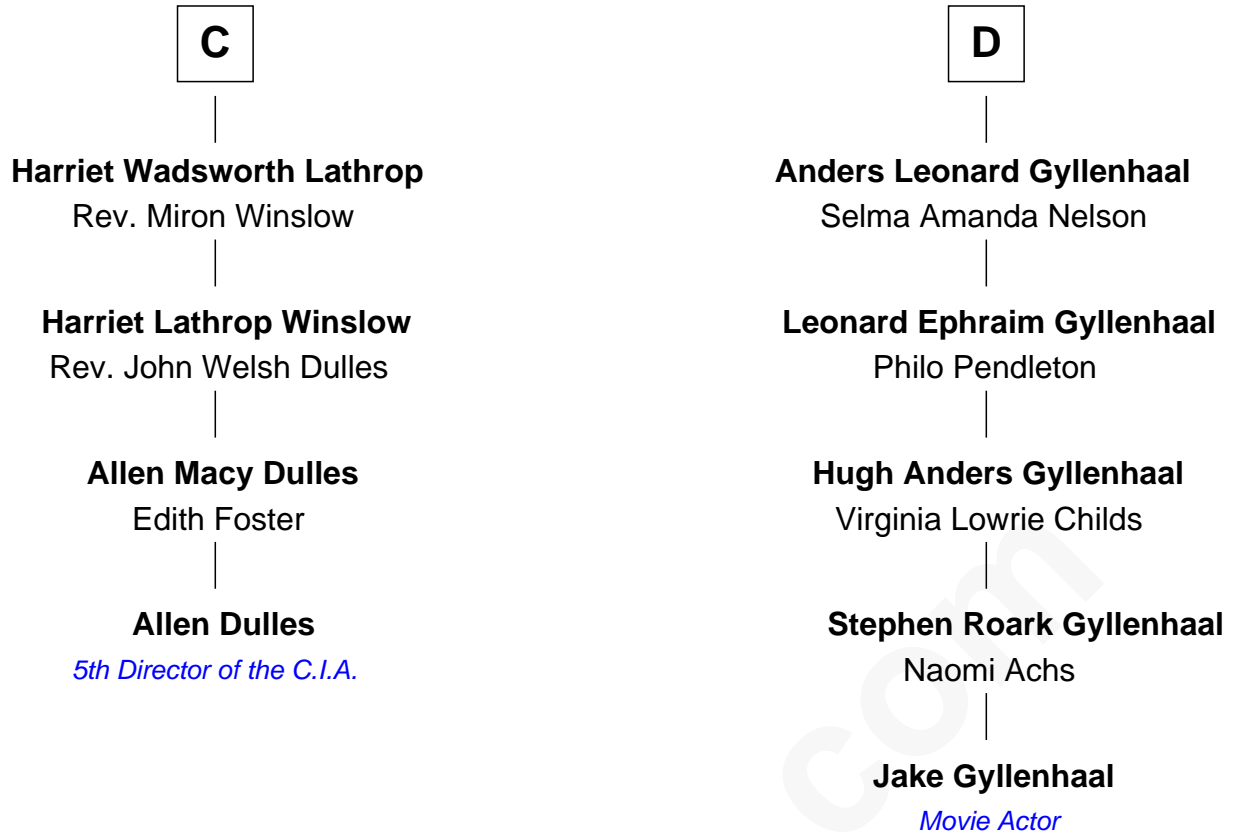 C
Harriet Wadsworth Lathrop
Rev. Miron Winslow
Harriet Lathrop Winslow
Rev. John Welsh Dulles
Allen Macy Dulles
Edith Foster
Allen Dulles
5th Director of the C.I.A.
D
Anders Leonard Gyllenhaal
Selma Amanda Nelson
Leonard Ephraim Gyllenhaal
Philo Pendleton
Hugh Anders Gyllenhaal
Virginia Lowrie Childs
Stephen Roark Gyllenhaal
Naomi Achs
Jake Gyllenhaal
Movie Actor
com